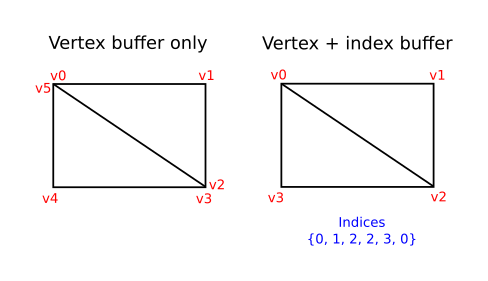 Vertex buffer only
v0
v1
v5
v2
v4
v3
Vertex + index buffer
v0
v1
v3
v2
Indices
{0, 1, 2, 2, 3, 0}